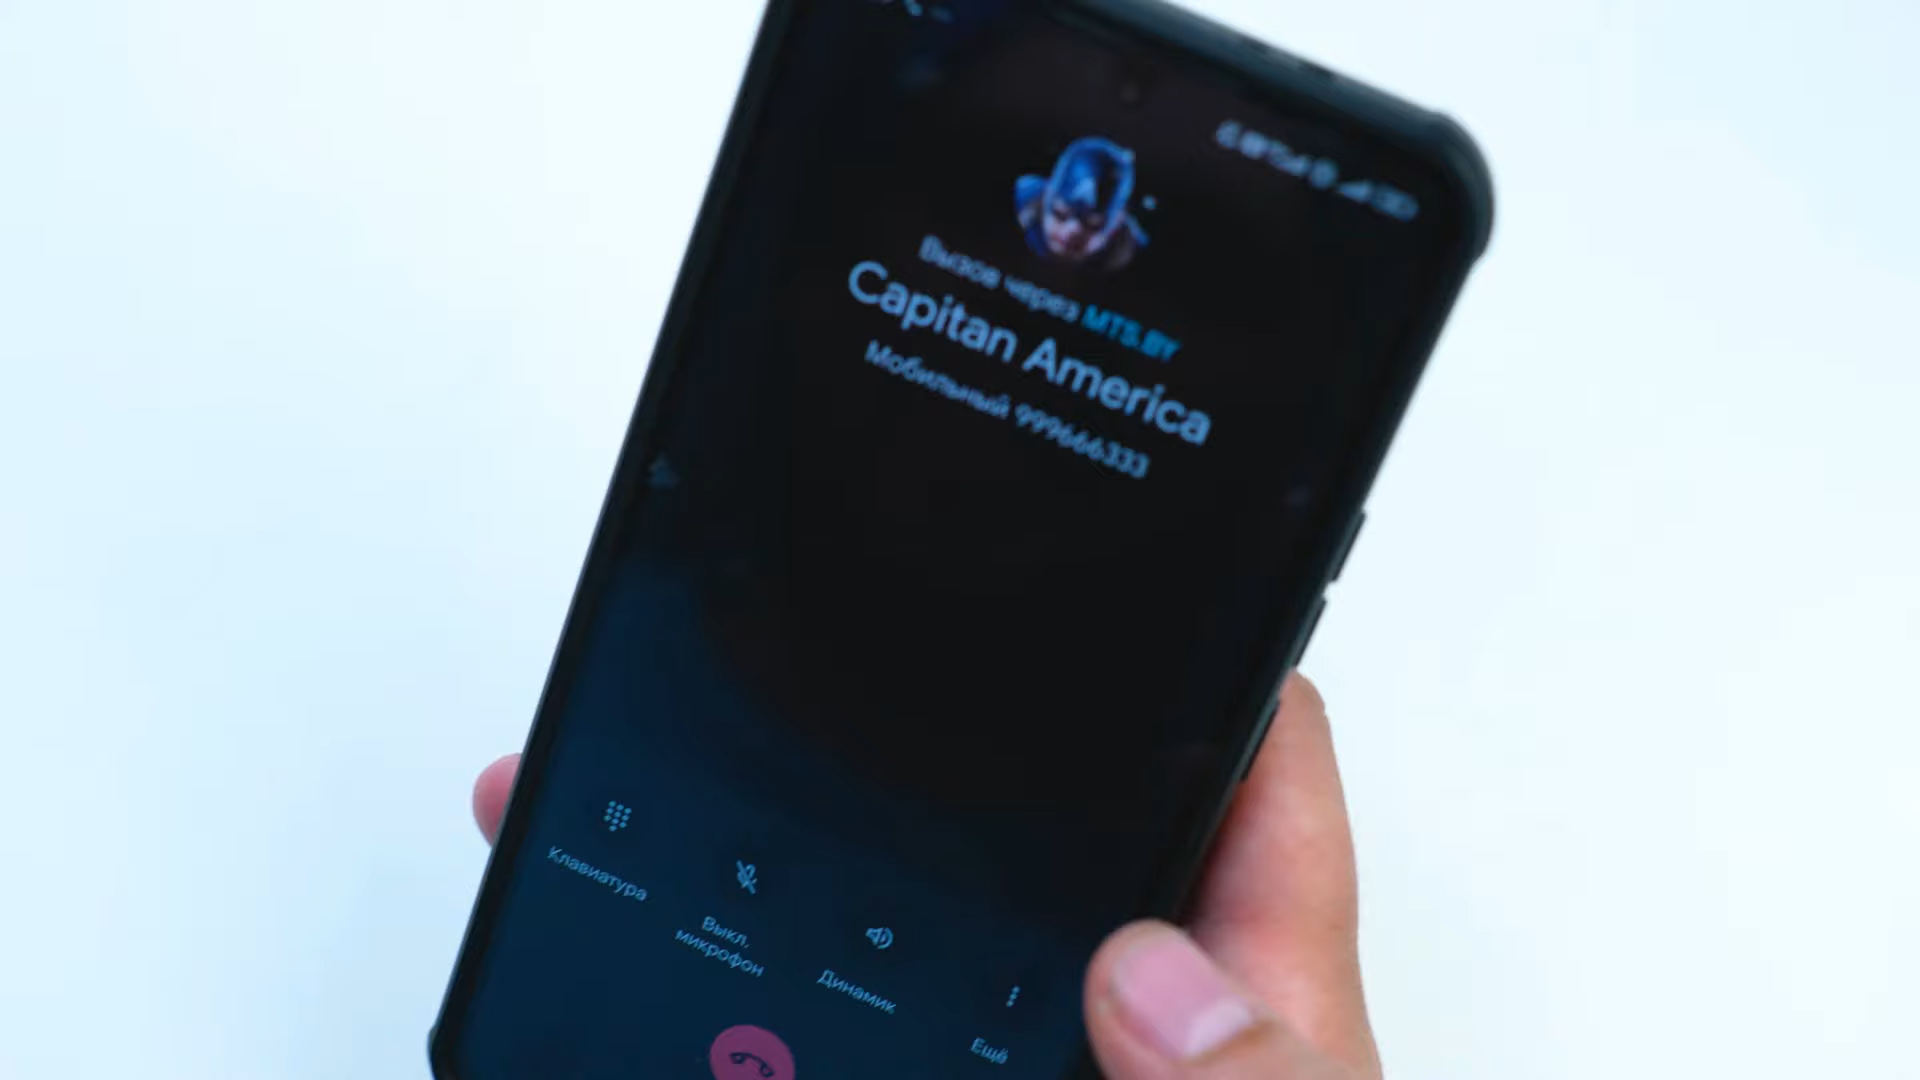 Вызов через MTS.BY
Capitan America
Мобильный 999666333
Клавиатура
Выкл.
микрофон
Динамик
Ещё